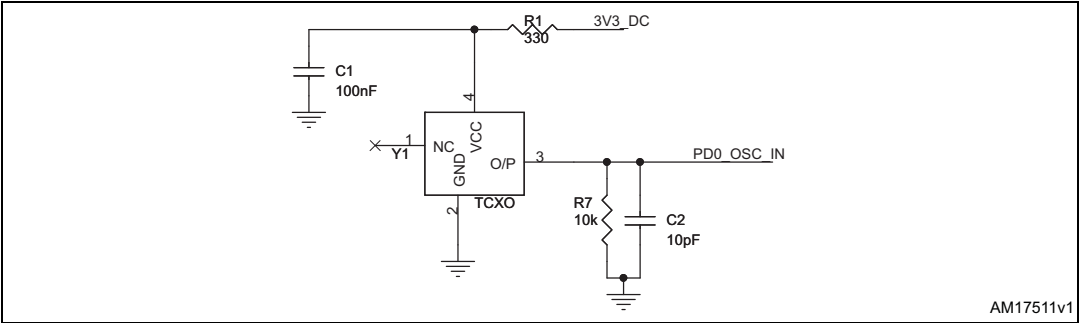 R1
330
3V3_DC
C1
100nF
4
1
Y1
NC
GND
VCC
O/P
3
PD0_OSC_IN
2
TCXO
R7
10k
C2
10pF
AM17511v1